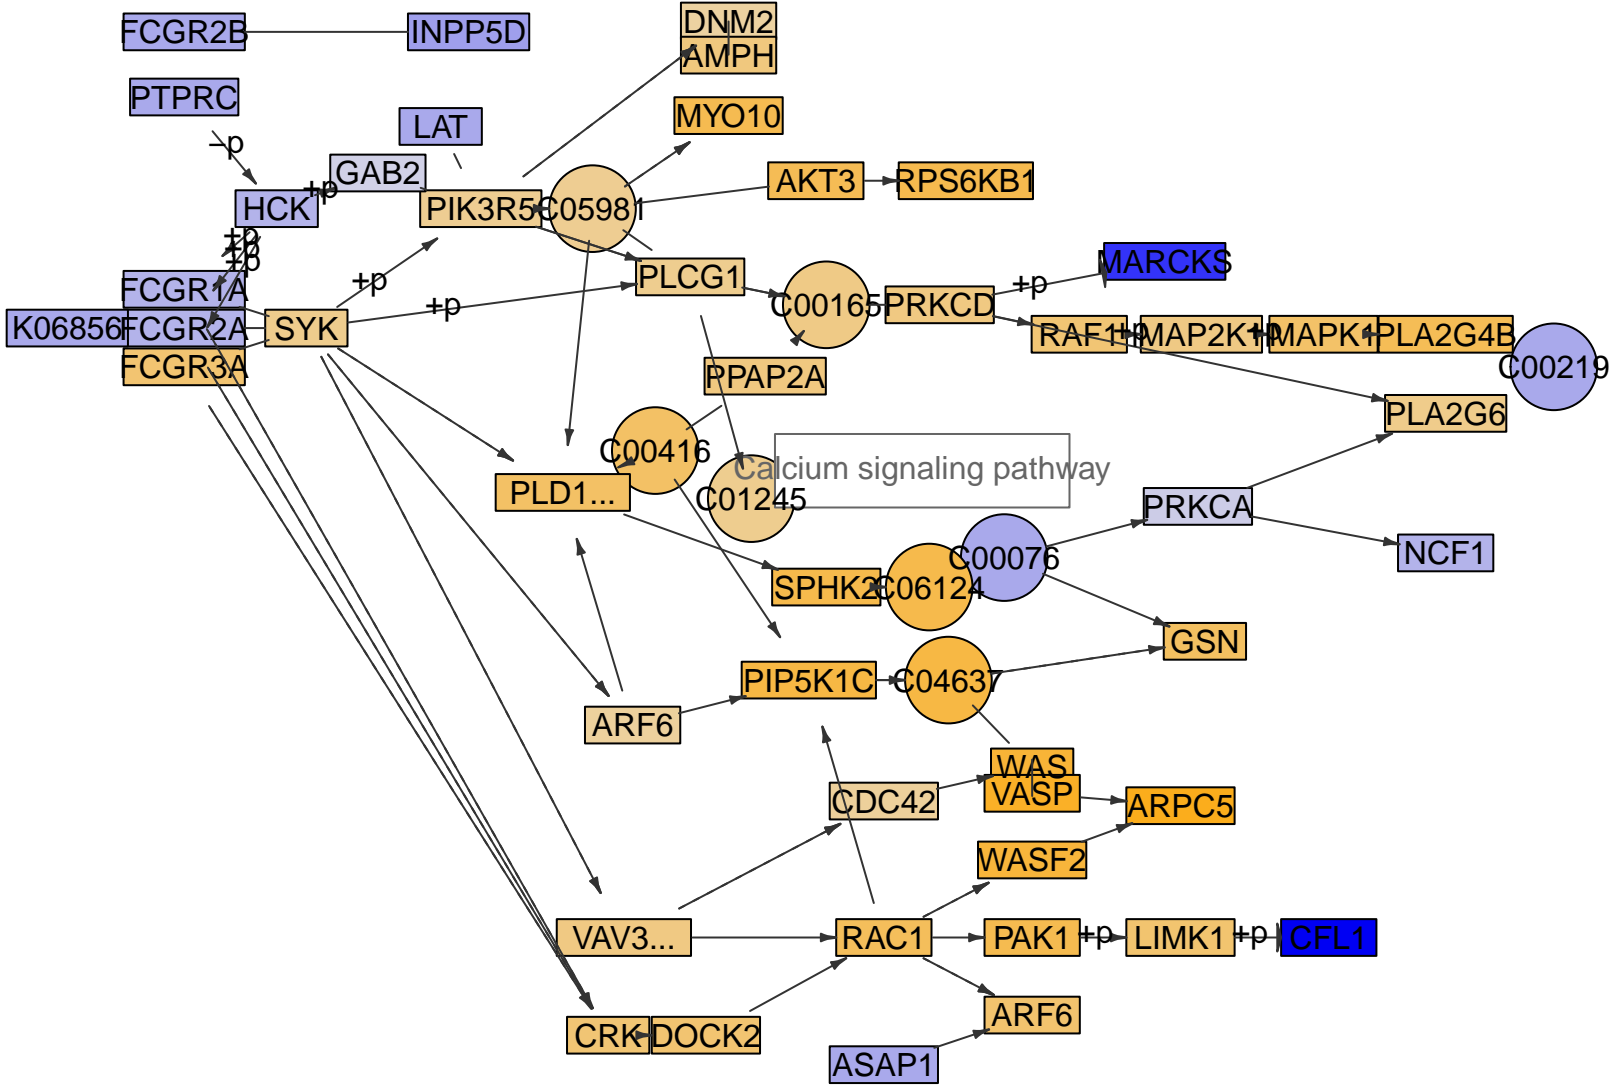 FCGR2B
INPP5D
DNM2
AMPH
PTPRC
MYO10
LAT
−p
GAB2
+p
HCK
PIK3R5
C05981
AKT3
RPS6KB1
+p
+p
+p
MARCKS
FCGR1A
+p
PLCG1
+p
+p
C00165
PRKCD
K06856
FCGR2A
SYK
RAF1
+p
MAP2K1
+p
MAPK1
PLA2G4B
FCGR3A
PPAP2A
C00219
PLA2G6
C00416
Calcium signaling pathway
PLD1...
C01245
PRKCA
C00076
NCF1
SPHK2
C06124
GSN
PIP5K1C
C04637
ARF6
WAS
VASP
CDC42
ARPC5
WASF2
VAV3...
RAC1
PAK1
+p
LIMK1
+p
CFL1
ARF6
CRK
DOCK2
ASAP1